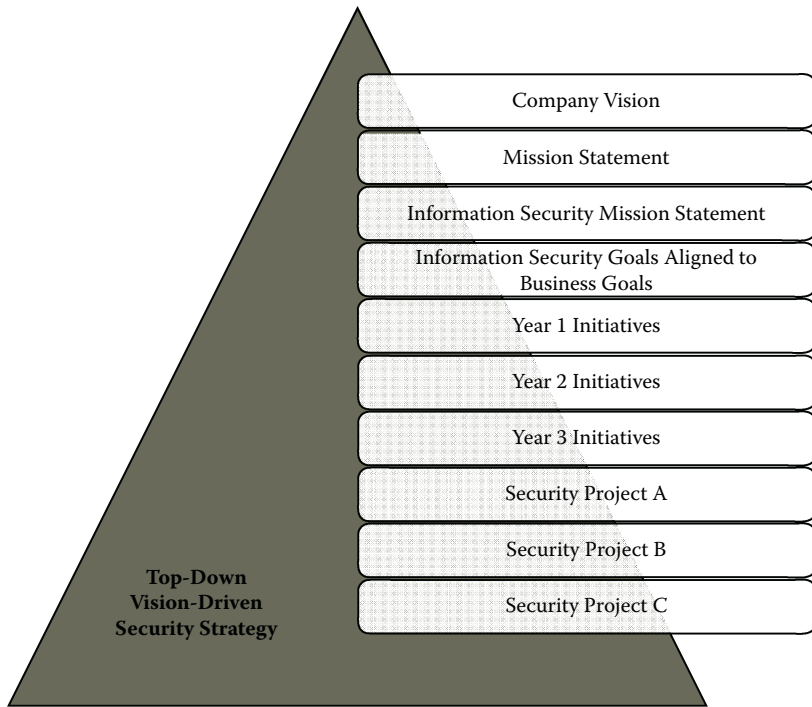 Company Vision
Mission Statement
Information Security Mission Statement
Information Security Goals Aligned to
Business Goals
Year 1 Initiatives
Year 2 Initiatives
Year 3 Initiatives
Security Project A
Security Project B
Security Project C
Top-Down
Vision-Driven
Security Strategy